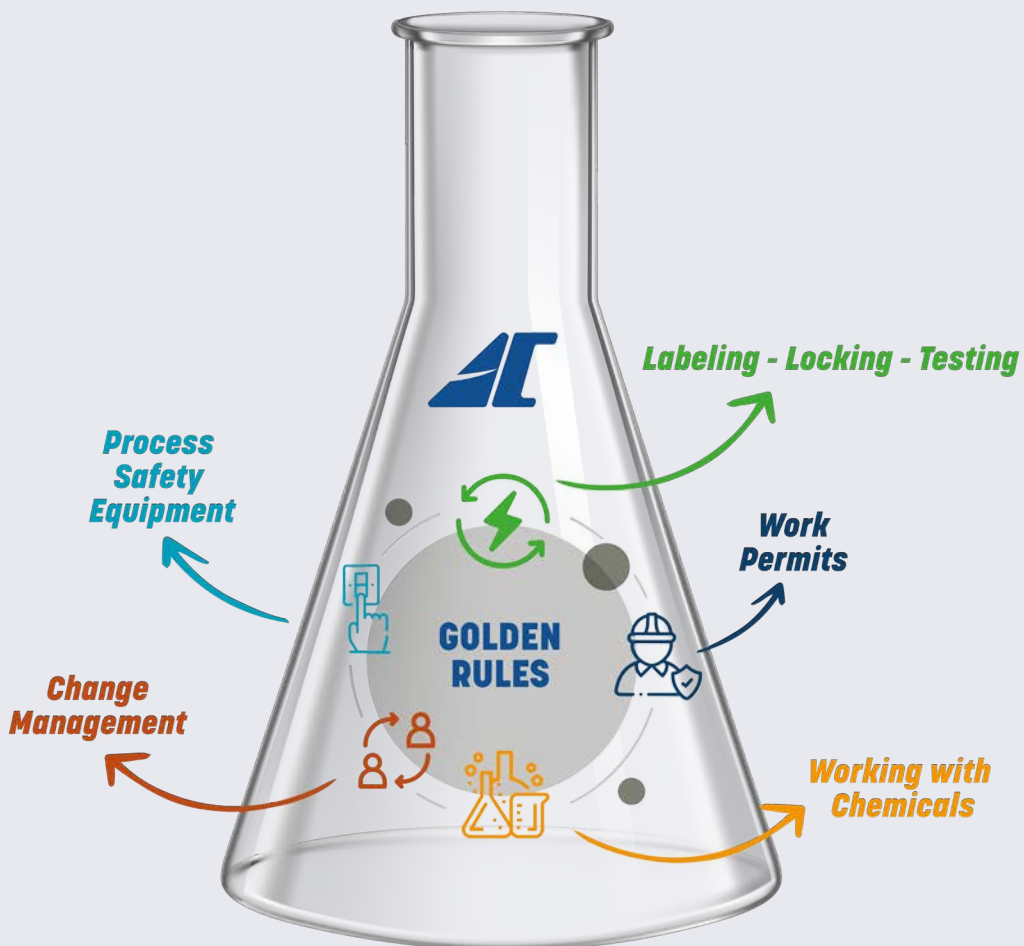 Labeling - Locking - Testing
Process
Safety
Equipment
Work
Permits
GOLDEN
RULES
Change
Management
Working with
Chemicals